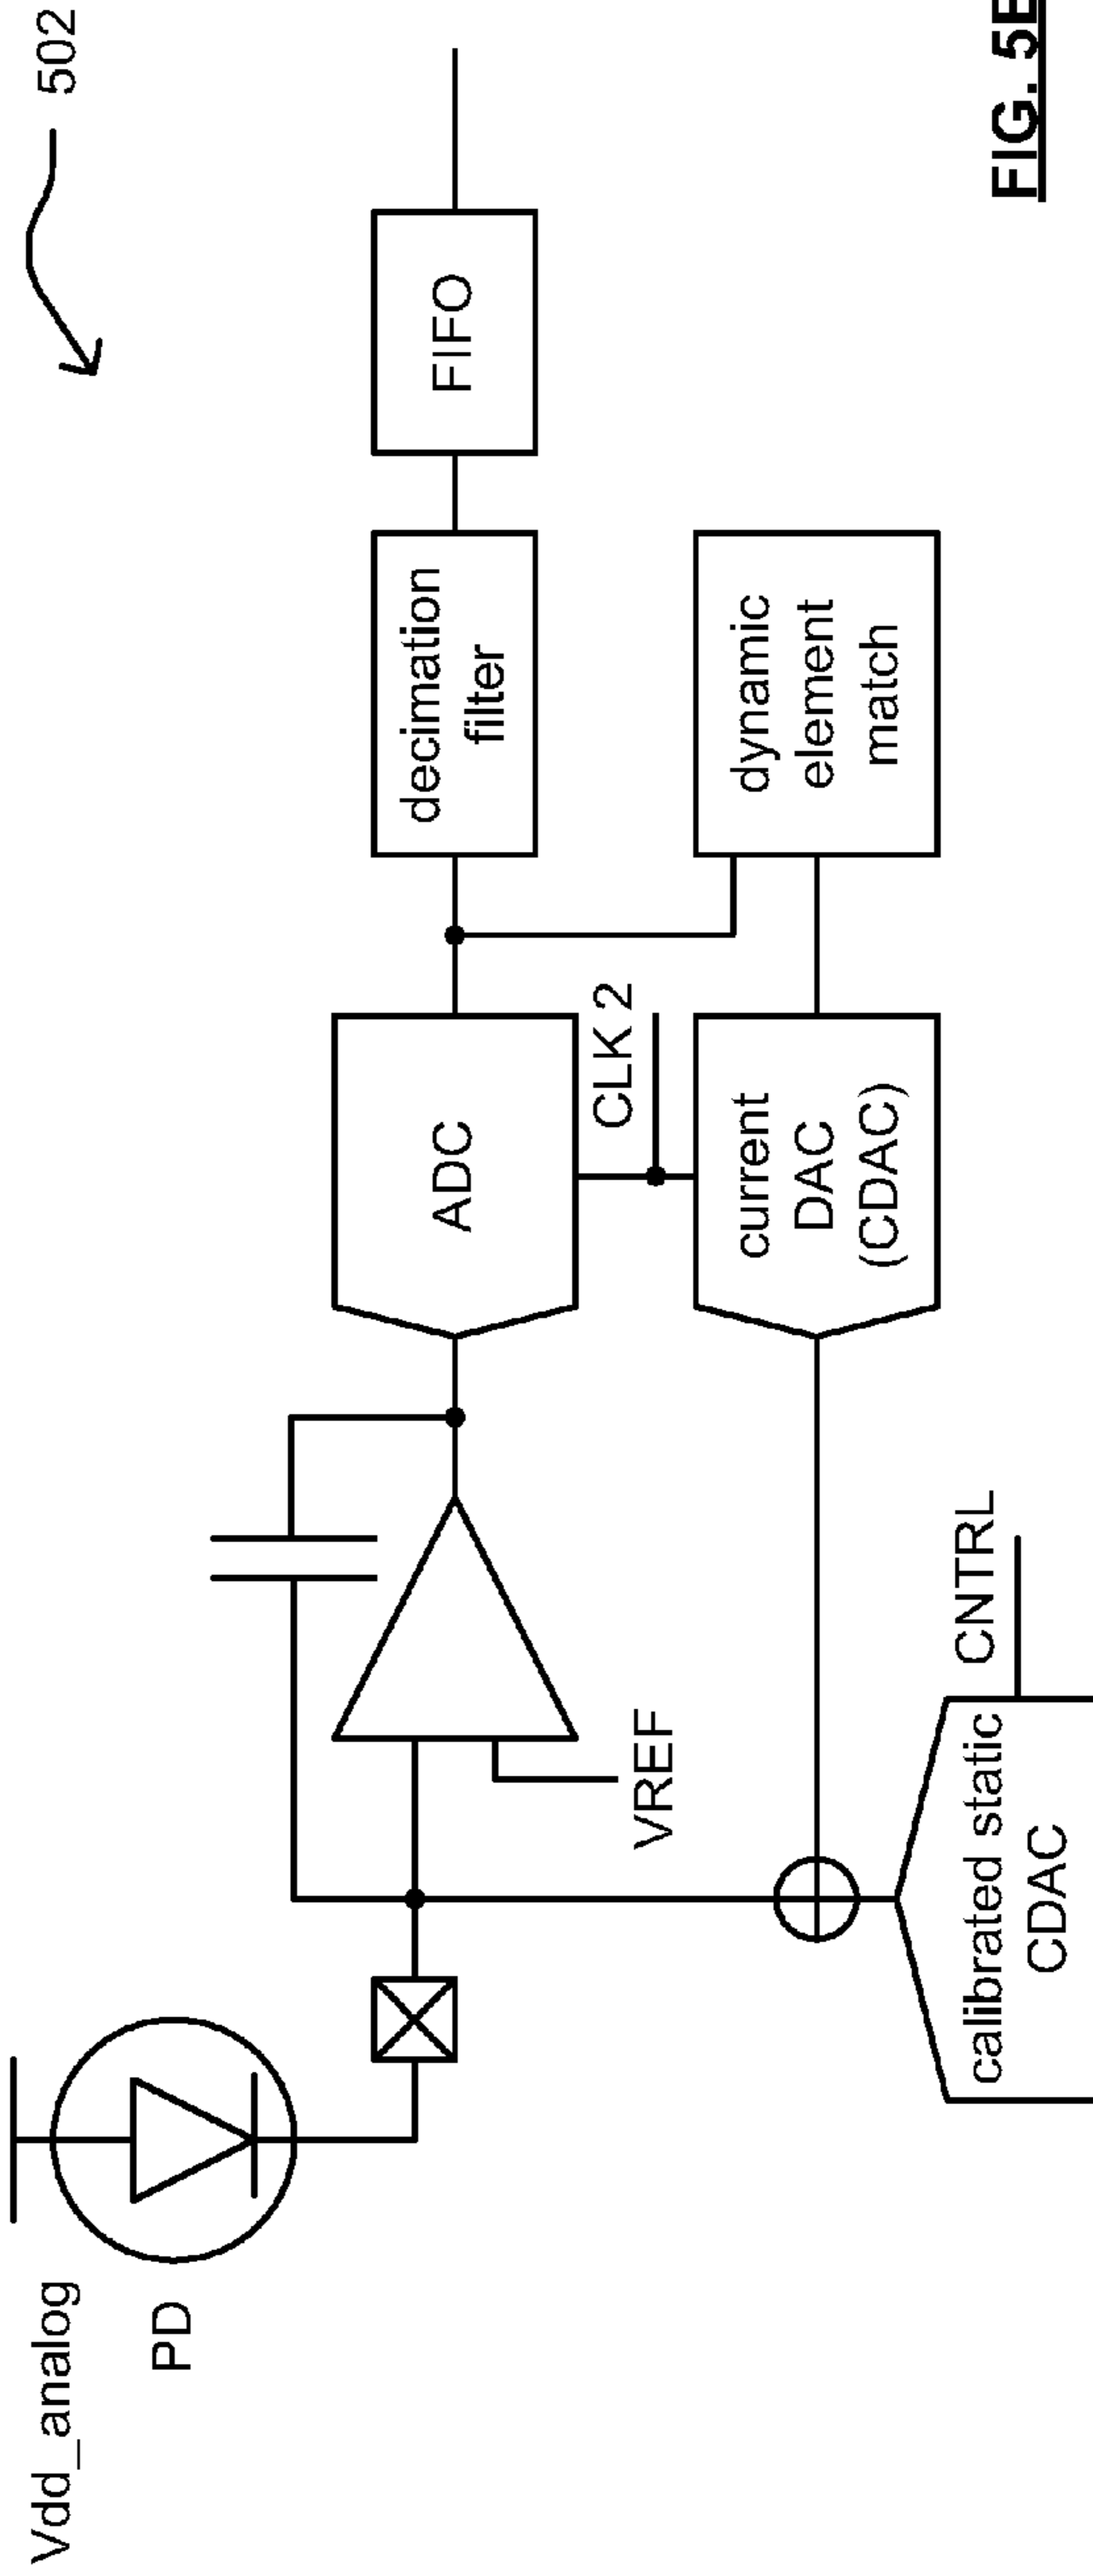 502
Vdd_analog
PD
ADC
decimation
filter
FIFO
CLK 2
VREF
current
DAC
(CDAC)
dynamic
element
match
CNTRL
calibrated static
CDAC
FIG. 5E